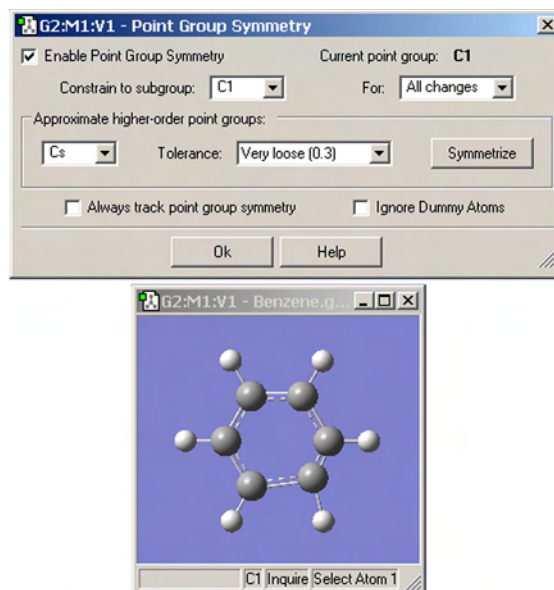 G2:M1:V1 - Point Group Symmetry
Enable Point Group Symmetry Current point group: C1
Constrain to subgroup: C1 For: All changes
Approximate higher-order point groups:
Cs Tolerance: Very loose (0.3) Symmetrize
Always track point group symmetry Ignore Dummy Atoms
Ok Help
G2:M1:V1 - Benzene.g...
C1 Inquire Select Atom 1